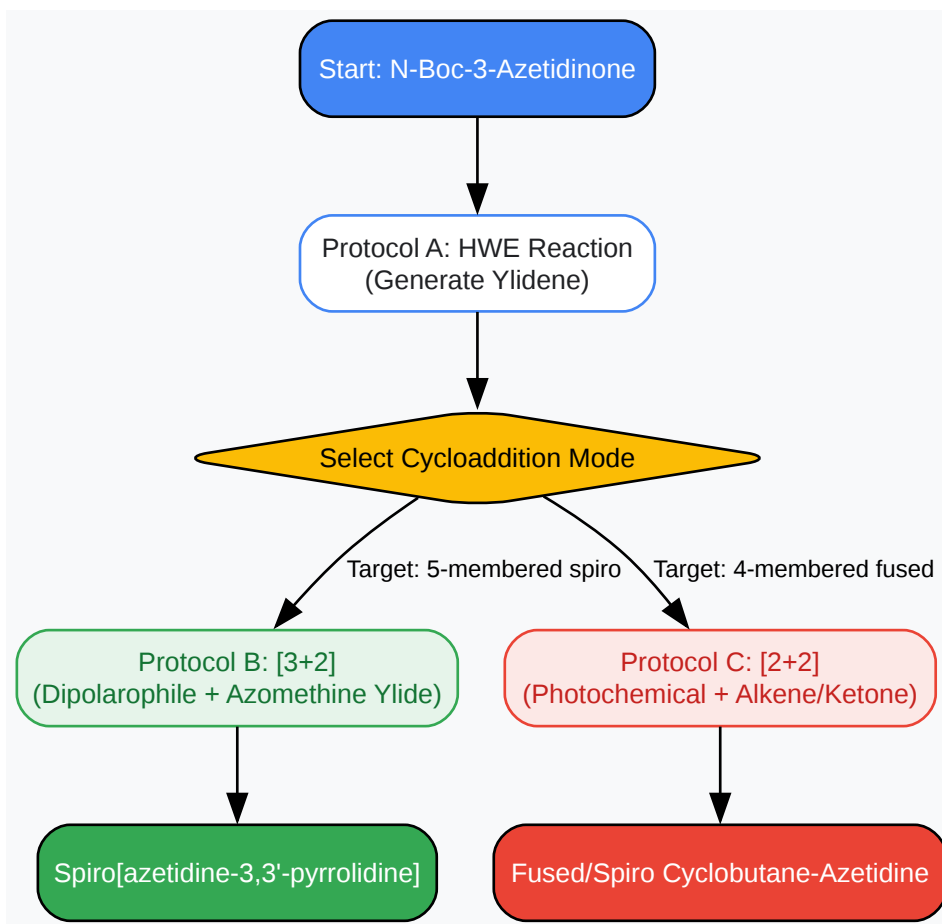 Start: N-Boc-3-Azetidinone
Protocol A: HWE Reaction
(Generate Ylidene)
Select Cycloaddition Mode
Target: 5-membered spiro
Target: 4-membered fused
Protocol B: [3+2]
(Dipolarophile + Azomethine Ylide)
Protocol C: [2+2]
(Photochemical + Alkene/Ketone)
Spiro[azetidine-3,3'-pyrrolidine]
Fused/Spiro Cyclobutane-Azetidine